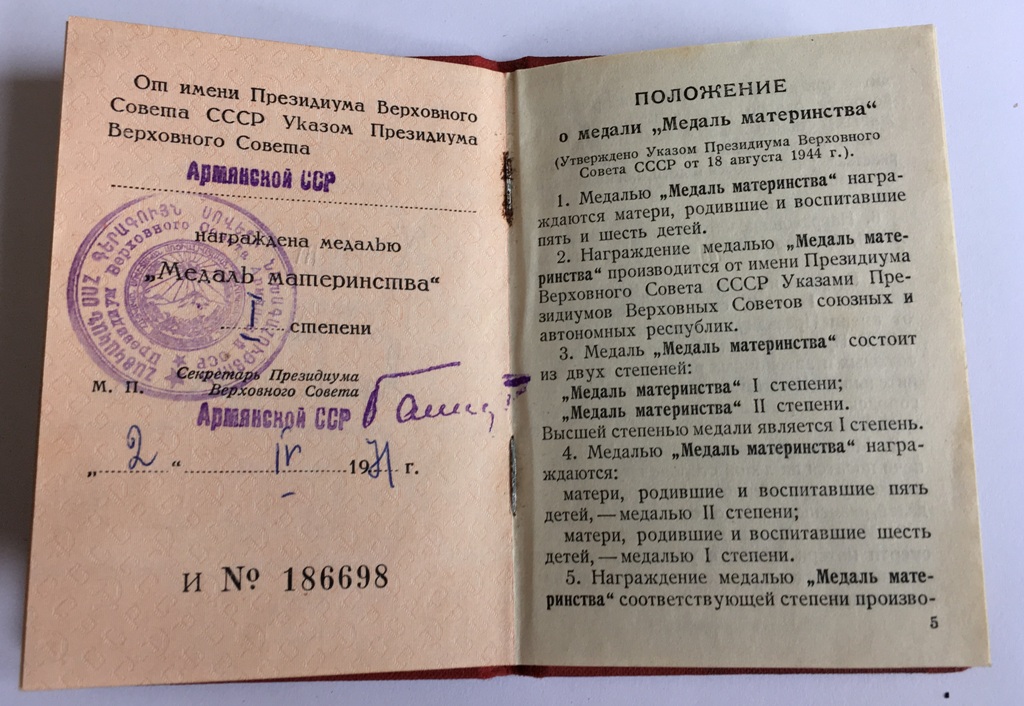 От имени Президиума Верховного
Совета СССР Указом Президиума
Верховного Совета
Армянской ССР
награждена медалью
„Медаль материнства“
I степени
М. П.
Секретарь Президиума
Верховного Совета
Армянской ССР
„ 2 “ IV 1971 г.
И № 186698
ПОЛОЖЕНИЕ
о медали „Медаль материнства“
(Утверждено Указом Президиума Верховного
Совета СССР от 18 августа 1944 г.).
1. Медалью „Медаль материнства“ награ-
ждаются матери, родившие и воспитавшие
пять и шесть детей.
2. Награждение медалью „Медаль мате-
ринства“ производится от имени Президиума
Верховного Совета СССР Указами Пре-
зидиумов Верховных Советов союзных и
автономных республик.
3. Медаль „Медаль материнства“ состоит
из двух степеней:
„Медаль материнства“ I степени;
„Медаль материнства“ II степени.
Высшей степенью медали является I степень.
4. Медалью „Медаль материнства“ награ-
ждаются:
матери, родившие и воспитавшие пять
детей, — медалью II степени;
матери, родившие и воспитавшие шесть
детей, — медалью I степени.
5. Награждение медалью „Медаль мате-
ринства“ соответствующей степени произво-
5